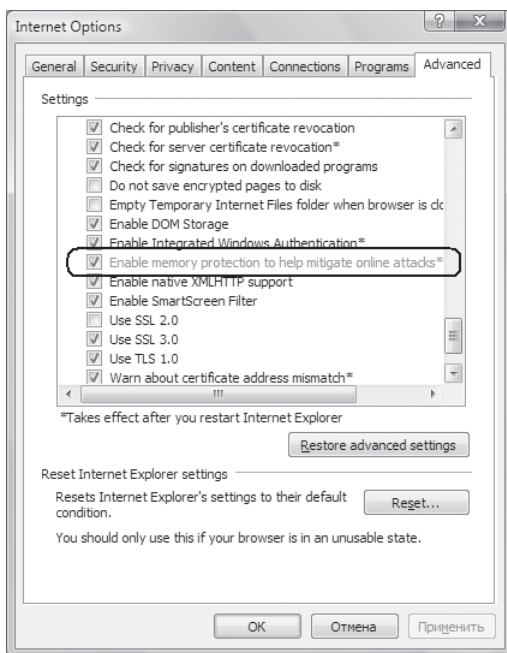 Internet Options
? X
General Security Privacy Content Connections Programs Advanced
Settings
Check for publisher's certificate revocation
Check for server certificate revocation*
Check for signatures on downloaded programs
Do not save encrypted pages to disk
Empty Temporary Internet Files folder when browser is clo
Enable DOM Storage
Enable Integrated Windows Authentication*
Enable memory protection to help mitigate online attacks*
Enable native XMLHTTP support
Enable SmartScreen Filter
Use SSL 2.0
Use SSL 3.0
Use TLS 1.0
Warn about certificate address mismatch*
*Takes effect after you restart Internet Explorer
Restore advanced settings
Reset Internet Explorer settings
Resets Internet Explorer's settings to their default
condition.
Reset...
You should only use this if your browser is in an unusable state.
OK Отмена Применить